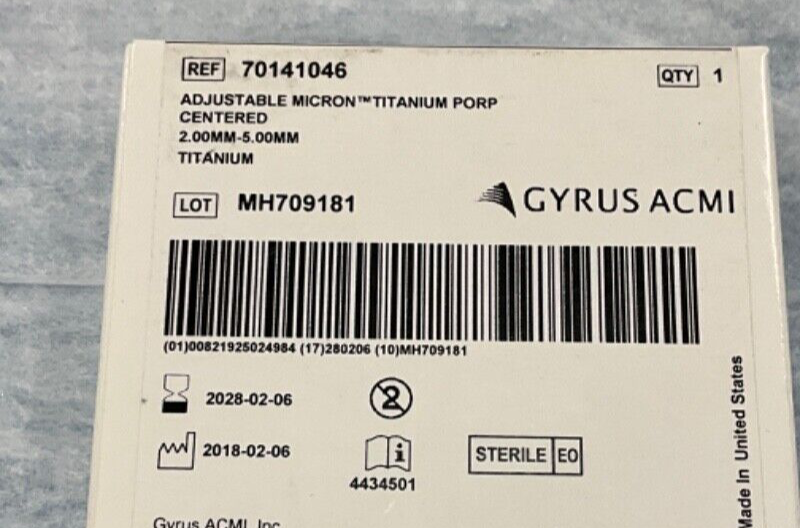 REF 70141046
QTY 1
ADJUSTABLE MICRON™TITANIUM PORP
CENTERED
2.00MM-5.00MM
TITANIUM
LOT MH709181
GYRUS ACMI
(01)00821925024984 (17)280206 (10)MH709181
2028-02-06
2
2018-02-06
i
STERILE EO
4434501
Made In United States
Gyrus ACMI, Inc.